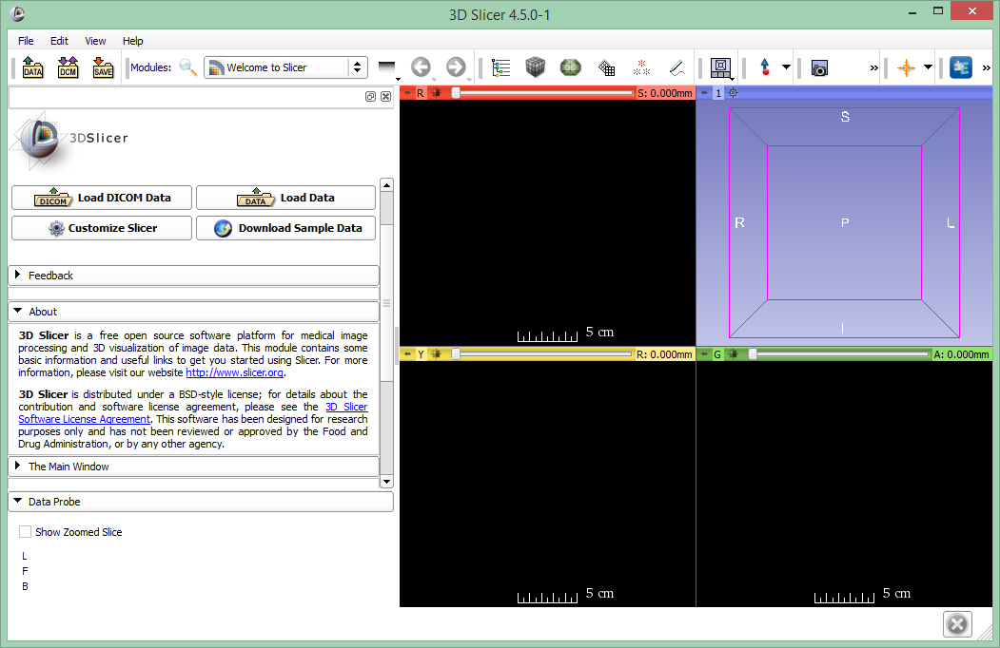 3D Slicer 4.5.0-1
File Edit View Help
DATA DCM SAVE Modules: Welcome to Slicer
R S: 0.000mm 1
3DSlicer
DICOM Load DICOM Data DATA Load Data
Customize Slicer Download Sample Data
Feedback
About
3D Slicer is a free open source software platform for medical image
processing and 3D visualization of image data. This module contains some
basic information and useful links to get you started using Slicer. For more
information, please visit our website http://www.slicer.org.
3D Slicer is distributed under a BSD-style license; for details about the
contribution and software license agreement, please see the 3D Slicer
Software License Agreement. This software has been designed for research
purposes only and has not been reviewed or approved by the Food and
Drug Administration, or by any other agency.
The Main Window
Data Probe
Show Zoomed Slice
L
F
B
5 cm
S
R P L
I
Y R: 0.000mm G A: 0.000mm
5 cm 5 cm